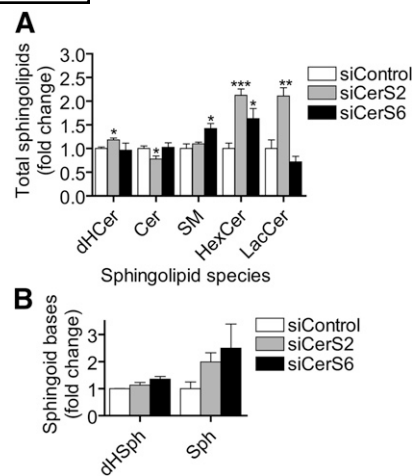 A
Total sphingolipids
(fold change)
3.0
2.5
2.0
1.5
1.0
0.5
0.0
*
*
*
***
*
**
siControl
siCerS2
siCerS6
dHCer
Cer
SM
HexCer
LacCer
Sphingolipid species
B
Sphingoid bases
(fold change)
3
2
1
0
siControl
siCerS2
siCerS6
dHSph
Sph